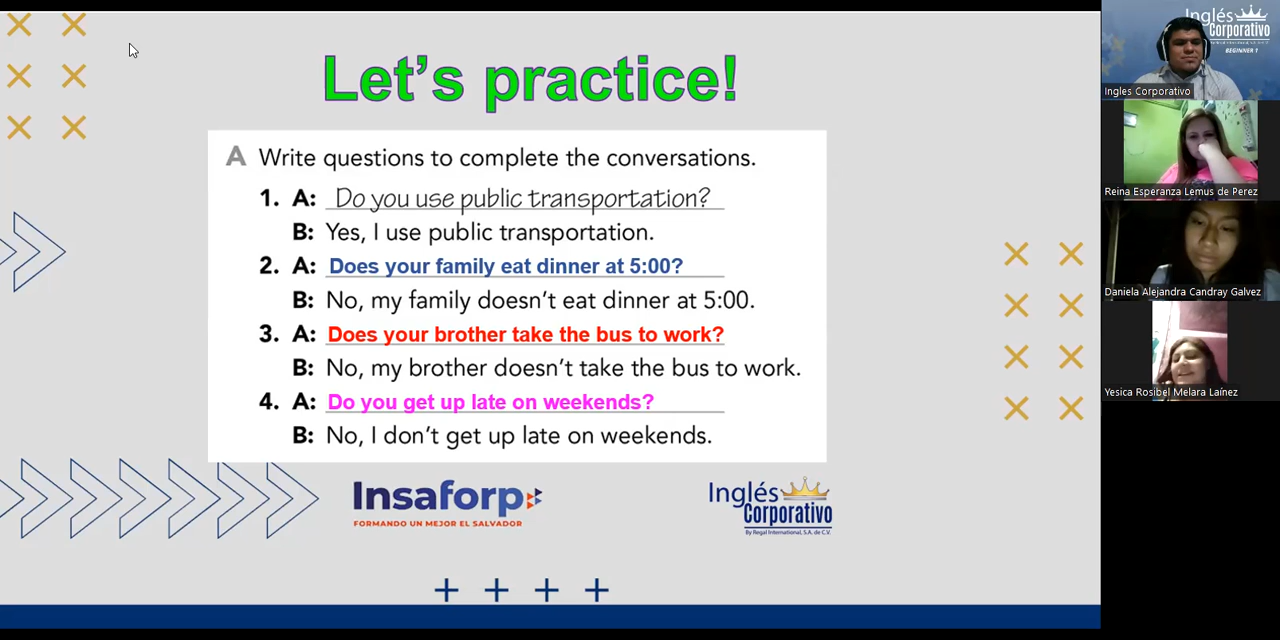 Let's practice!
A Write questions to complete the conversations.
1. A: Do you use public transportation?
B: Yes, I use public transportation.
2. A: Does your family eat dinner at 5:00?
B: No, my family doesn't eat dinner at 5:00.
3. A: Does your brother take the bus to work?
B: No, my brother doesn't take the bus to work.
4. A: Do you get up late on weekends?
B: No, I don't get up late on weekends.
Insaforp
FORMANDO UN MEJOR EL SALVADOR
Inglés
Corporativo
By Regal International, S.A. de C.V.
Inglés
Corporativo
BEGINNER 1
Ingles Corporativo
Reina Esperanza Lemus de Perez
Daniela Alejandra Candray Galvez
Yesica Rosibel Melara Laínez